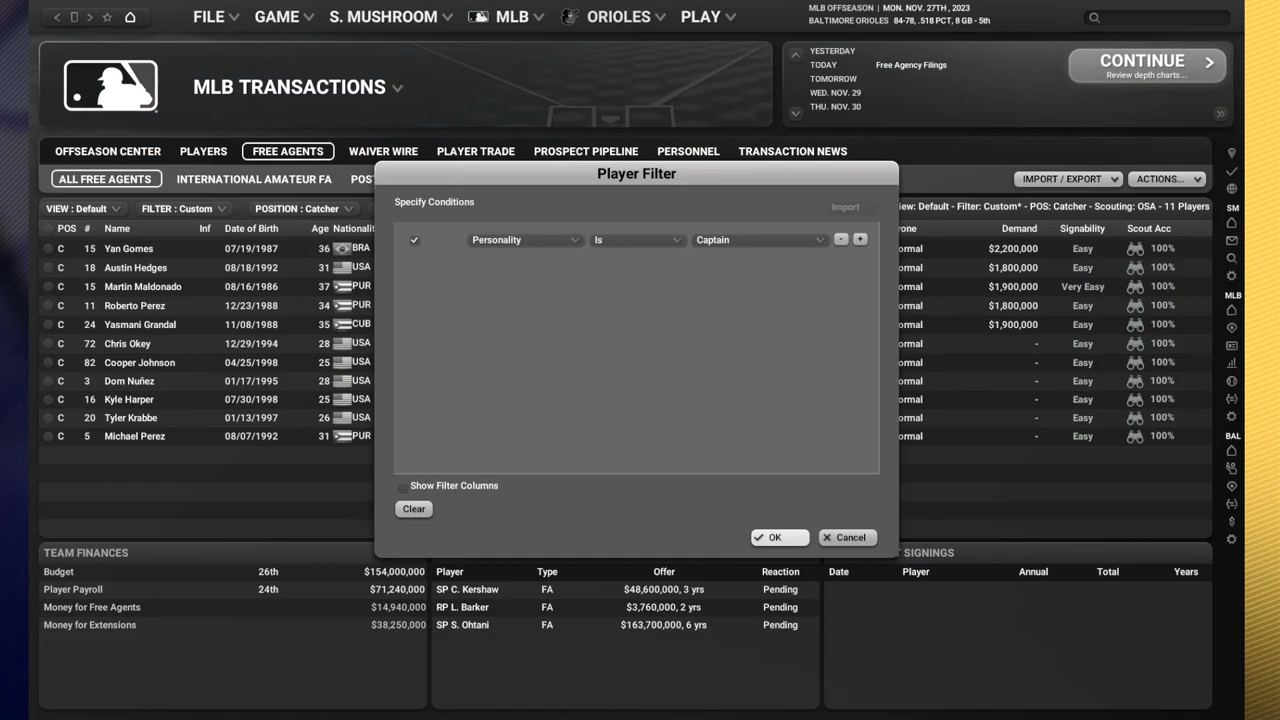 FILE GAME S. MUSHROOM MLB ORIOLES PLAY
MLB OFFSEASON | MON. NOV. 27TH , 2023
BALTIMORE ORIOLES 84-78, .518 PCT, 8 GB - 5th
MLB TRANSACTIONS
YESTERDAY
TODAY Free Agency Filings
TOMORROW
WED. NOV. 29
THU. NOV. 30
CONTINUE
Review depth charts...
OFFSEASON CENTER PLAYERS FREE AGENTS WAIVER WIRE PLAYER TRADE PROSPECT PIPELINE PERSONNEL TRANSACTION NEWS
ALL FREE AGENTS INTERNATIONAL AMATEUR FA POS IMPORT / EXPORT ACTIONS...
VIEW : Default FILTER : Custom POSITION : Catcher iew: Default - Filter: Custom* - POS: Catcher - Scouting: OSA - 11 Players
POS # Name Inf Date of Birth Age Nationali rone Demand Signability Scout Acc
C 15 Yan Gomes 07/19/1987 36 BRA ormal $2,200,000 Easy 100%
C 18 Austin Hedges 08/18/1992 31 USA ormal $1,800,000 Easy 100%
C 15 Martin Maldonado 08/16/1986 37 PUR ormal $1,900,000 Very Easy 100%
C 11 Roberto Perez 12/23/1988 34 PUR ormal $1,800,000 Easy 100%
C 24 Yasmani Grandal 11/08/1988 35 CUB ormal $1,900,000 Easy 100%
C 72 Chris Okey 12/29/1994 28 USA ormal - Easy 100%
C 82 Cooper Johnson 04/25/1998 25 USA ormal - Easy 100%
C 3 Dom Nuñez 01/17/1995 28 USA ormal - Easy 100%
C 16 Kyle Harper 07/30/1998 25 USA ormal - Easy 100%
C 20 Tyler Krabbe 01/13/1997 26 USA ormal - Easy 100%
C 5 Michael Perez 08/07/1992 31 PUR ormal - Easy 100%
Player Filter
Specify Conditions
Import
Personality Is Captain - +
Show Filter Columns
Clear
OK Cancel
SM
MLB
BAL
TEAM FINANCES
Budget 26th $154,000,000
Player Payroll 24th $71,240,000
Money for Free Agents $14,940,000
Money for Extensions $38,250,000
Player Type Offer Reaction
SP C. Kershaw FA $48,600,000, 3 yrs Pending
RP L. Barker FA $3,760,000, 2 yrs Pending
SP S. Ohtani FA $163,700,000, 6 yrs Pending
SIGNINGS
Date Player Annual Total Years